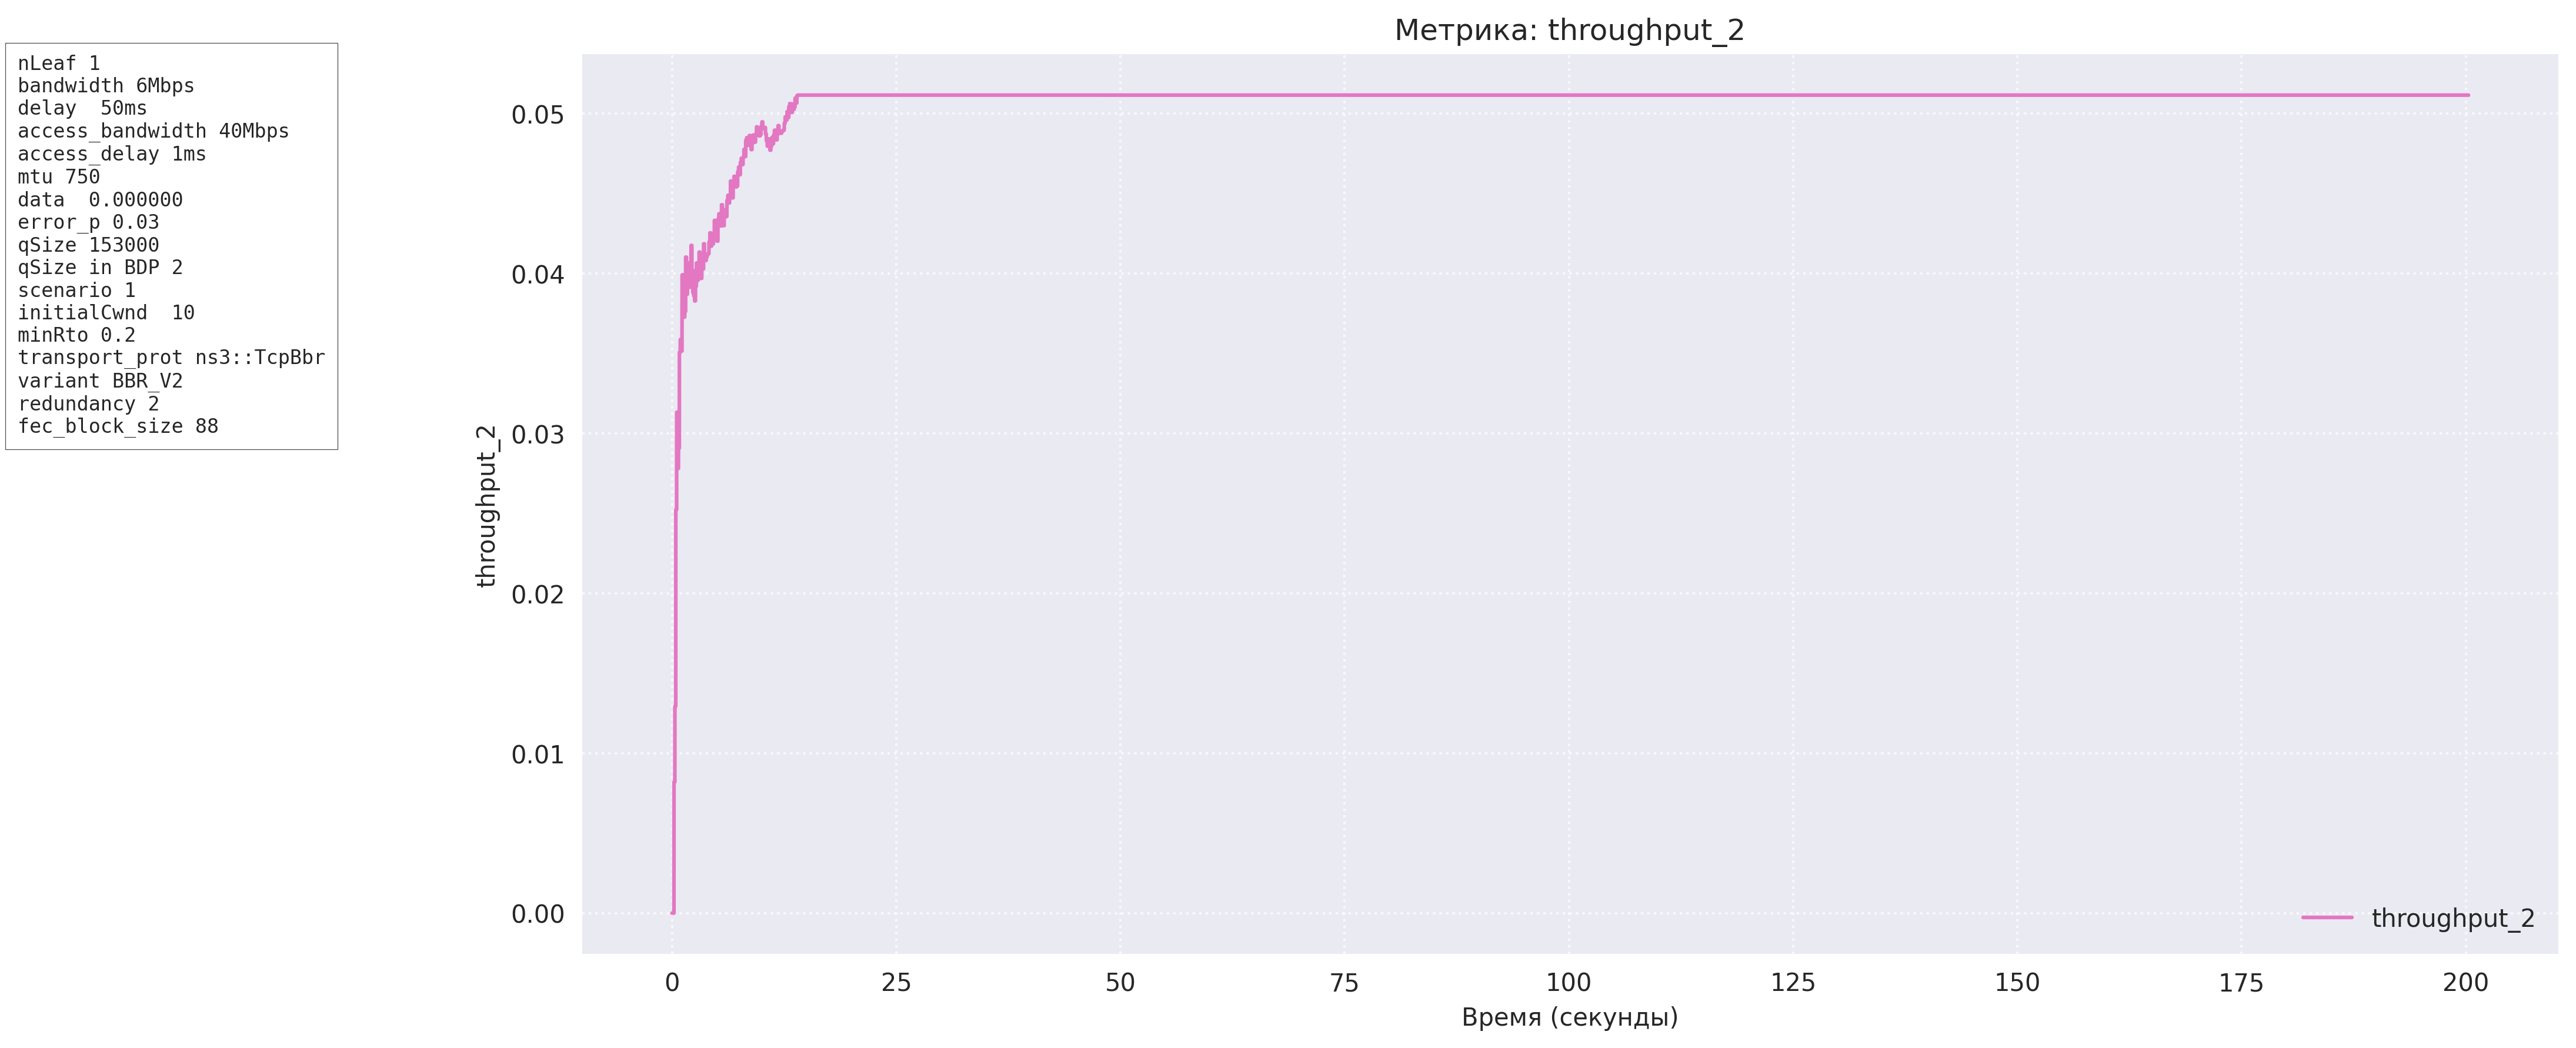 Метрика: throughput_2
nLeaf 1
bandwidth 6Mbps
delay  50ms
access_bandwidth 40Mbps
access_delay 1ms
mtu 750
data  0.000000
error_p 0.03
qSize 153000
qSize in BDP 2
scenario 1
initialCwnd  10
minRto 0.2
transport_prot ns3::TcpBbr
variant BBR_V2
redundancy 2
fec_block_size 88
throughput_2
0.05
0.04
0.03
0.02
0.01
0.00
throughput_2
0 25 50 75 100 125 150 175 200
Время (секунды)